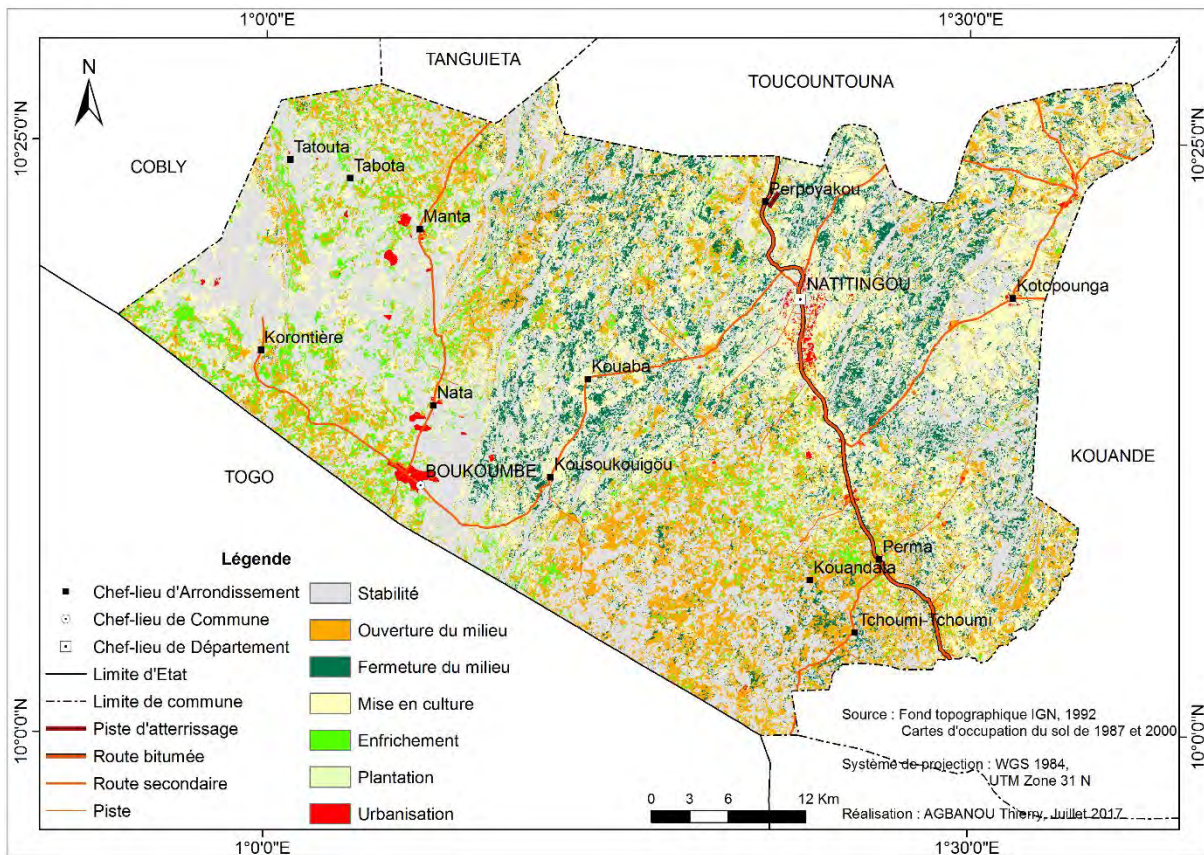 1°0'0"E
1°30'0"E
TANGUIETA
N
TOUCOUNTOUNA
10°25'0"N
10°25'0"N
Tatouta
COBLY
Tabota
Perpoyakou
Manta
NATITINGOU
Kotopounga
Korontière
Kouaba
Nata
KOUANDE
TOGO
BOUKOUMBE
Kousoukouigou
Perma
Kouandata
Tchoumi-Tchoumi
Légende
Chef-lieu d'Arrondissement
Chef-lieu de Commune
Chef-lieu de Département
Limite d'Etat
Limite de commune
Piste d'atterrissage
Route bitumée
Route secondaire
Piste
Stabilité
Ouverture du milieu
Fermeture du milieu
Mise en culture
Enfrichement
Plantation
Urbanisation
10°0'0"N
10°0'0"N
Source : Fond topographique IGN, 1992
Cartes d'occupation du sol de 1987 et 2000
Système de projection : WGS 1984,
UTM Zone 31 N
0 3 6 12 Km
Réalisation : AGBANOU Thierry, Juillet 2017
1°0'0"E
1°30'0"E